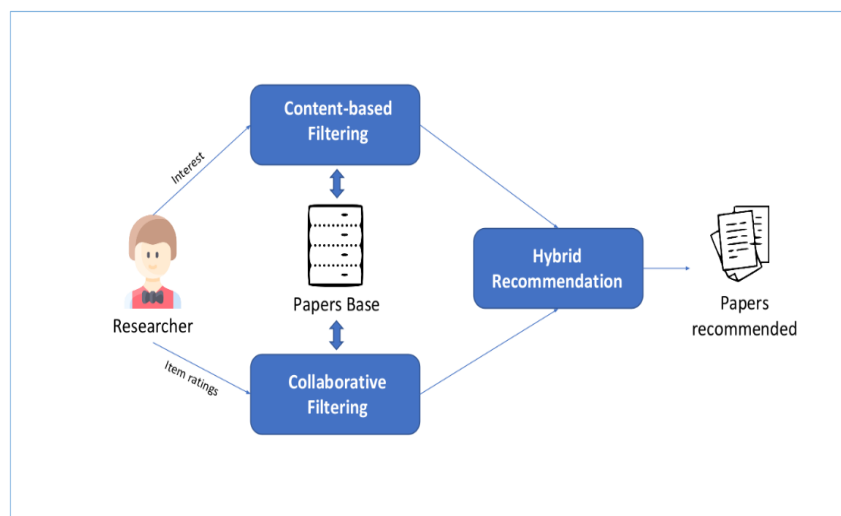 Content-based
Filtering
Interest
Researcher
Papers Base
Item ratings
Collaborative
Filtering
Hybrid
Recommendation
Papers
recommended